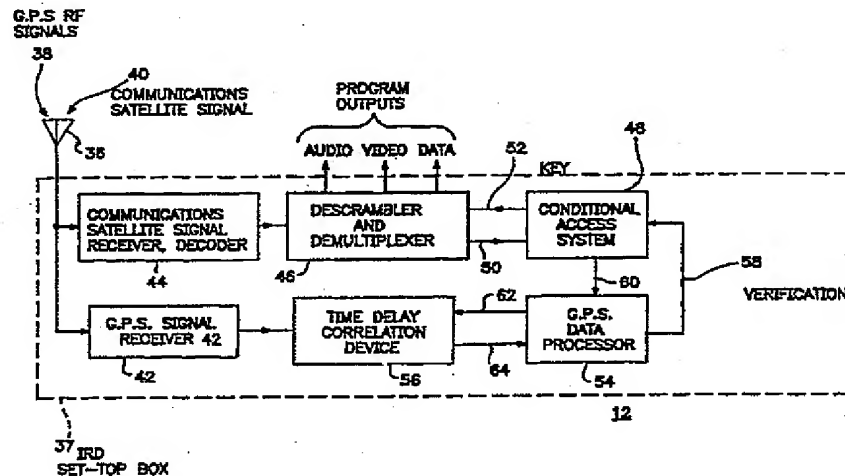 G.P.S RF
SIGNALS
38
40
COMMUNICATIONS
SATELLITE SIGNAL
36
PROGRAM
OUTPUTS
AUDIO VIDEO DATA
52
KEY
48
COMMUNICATIONS
SATELLITE SIGNAL
RECEIVER, DECODER
44
DESCRAMBLER
AND
DEMULTIPLEXER
46
50
CONDITIONAL
ACCESS
SYSTEM
58
60
VERIFICATION
G.P.S. SIGNAL
RECEIVER 42
42
TIME DELAY
CORRELATION
DEVICE
56
62
64
G.P.S.
DATA
PROCESSOR
54
12
37
IRD
SET-TOP BOX